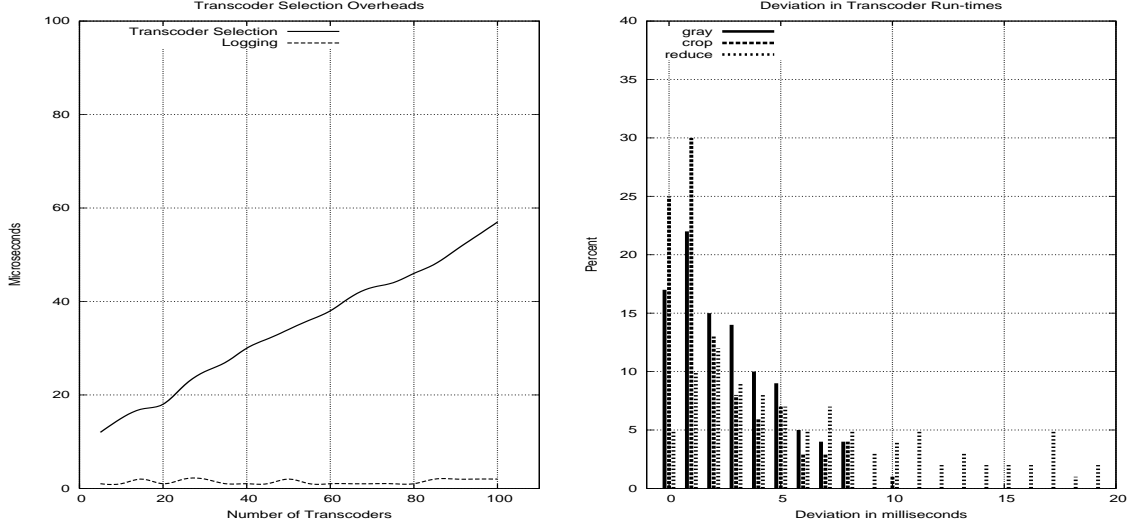 Transcoder Selection Overheads
100
80
60
40
20
0
Microseconds
Transcoder Selection
Logging
0 20 40 60 80 100
Number of Transcoders
Deviation in Transcoder Run-times
40
35
30
25
20
15
10
5
0
Percent
gray
crop
reduce
0 5 10 15 20
Deviation in milliseconds